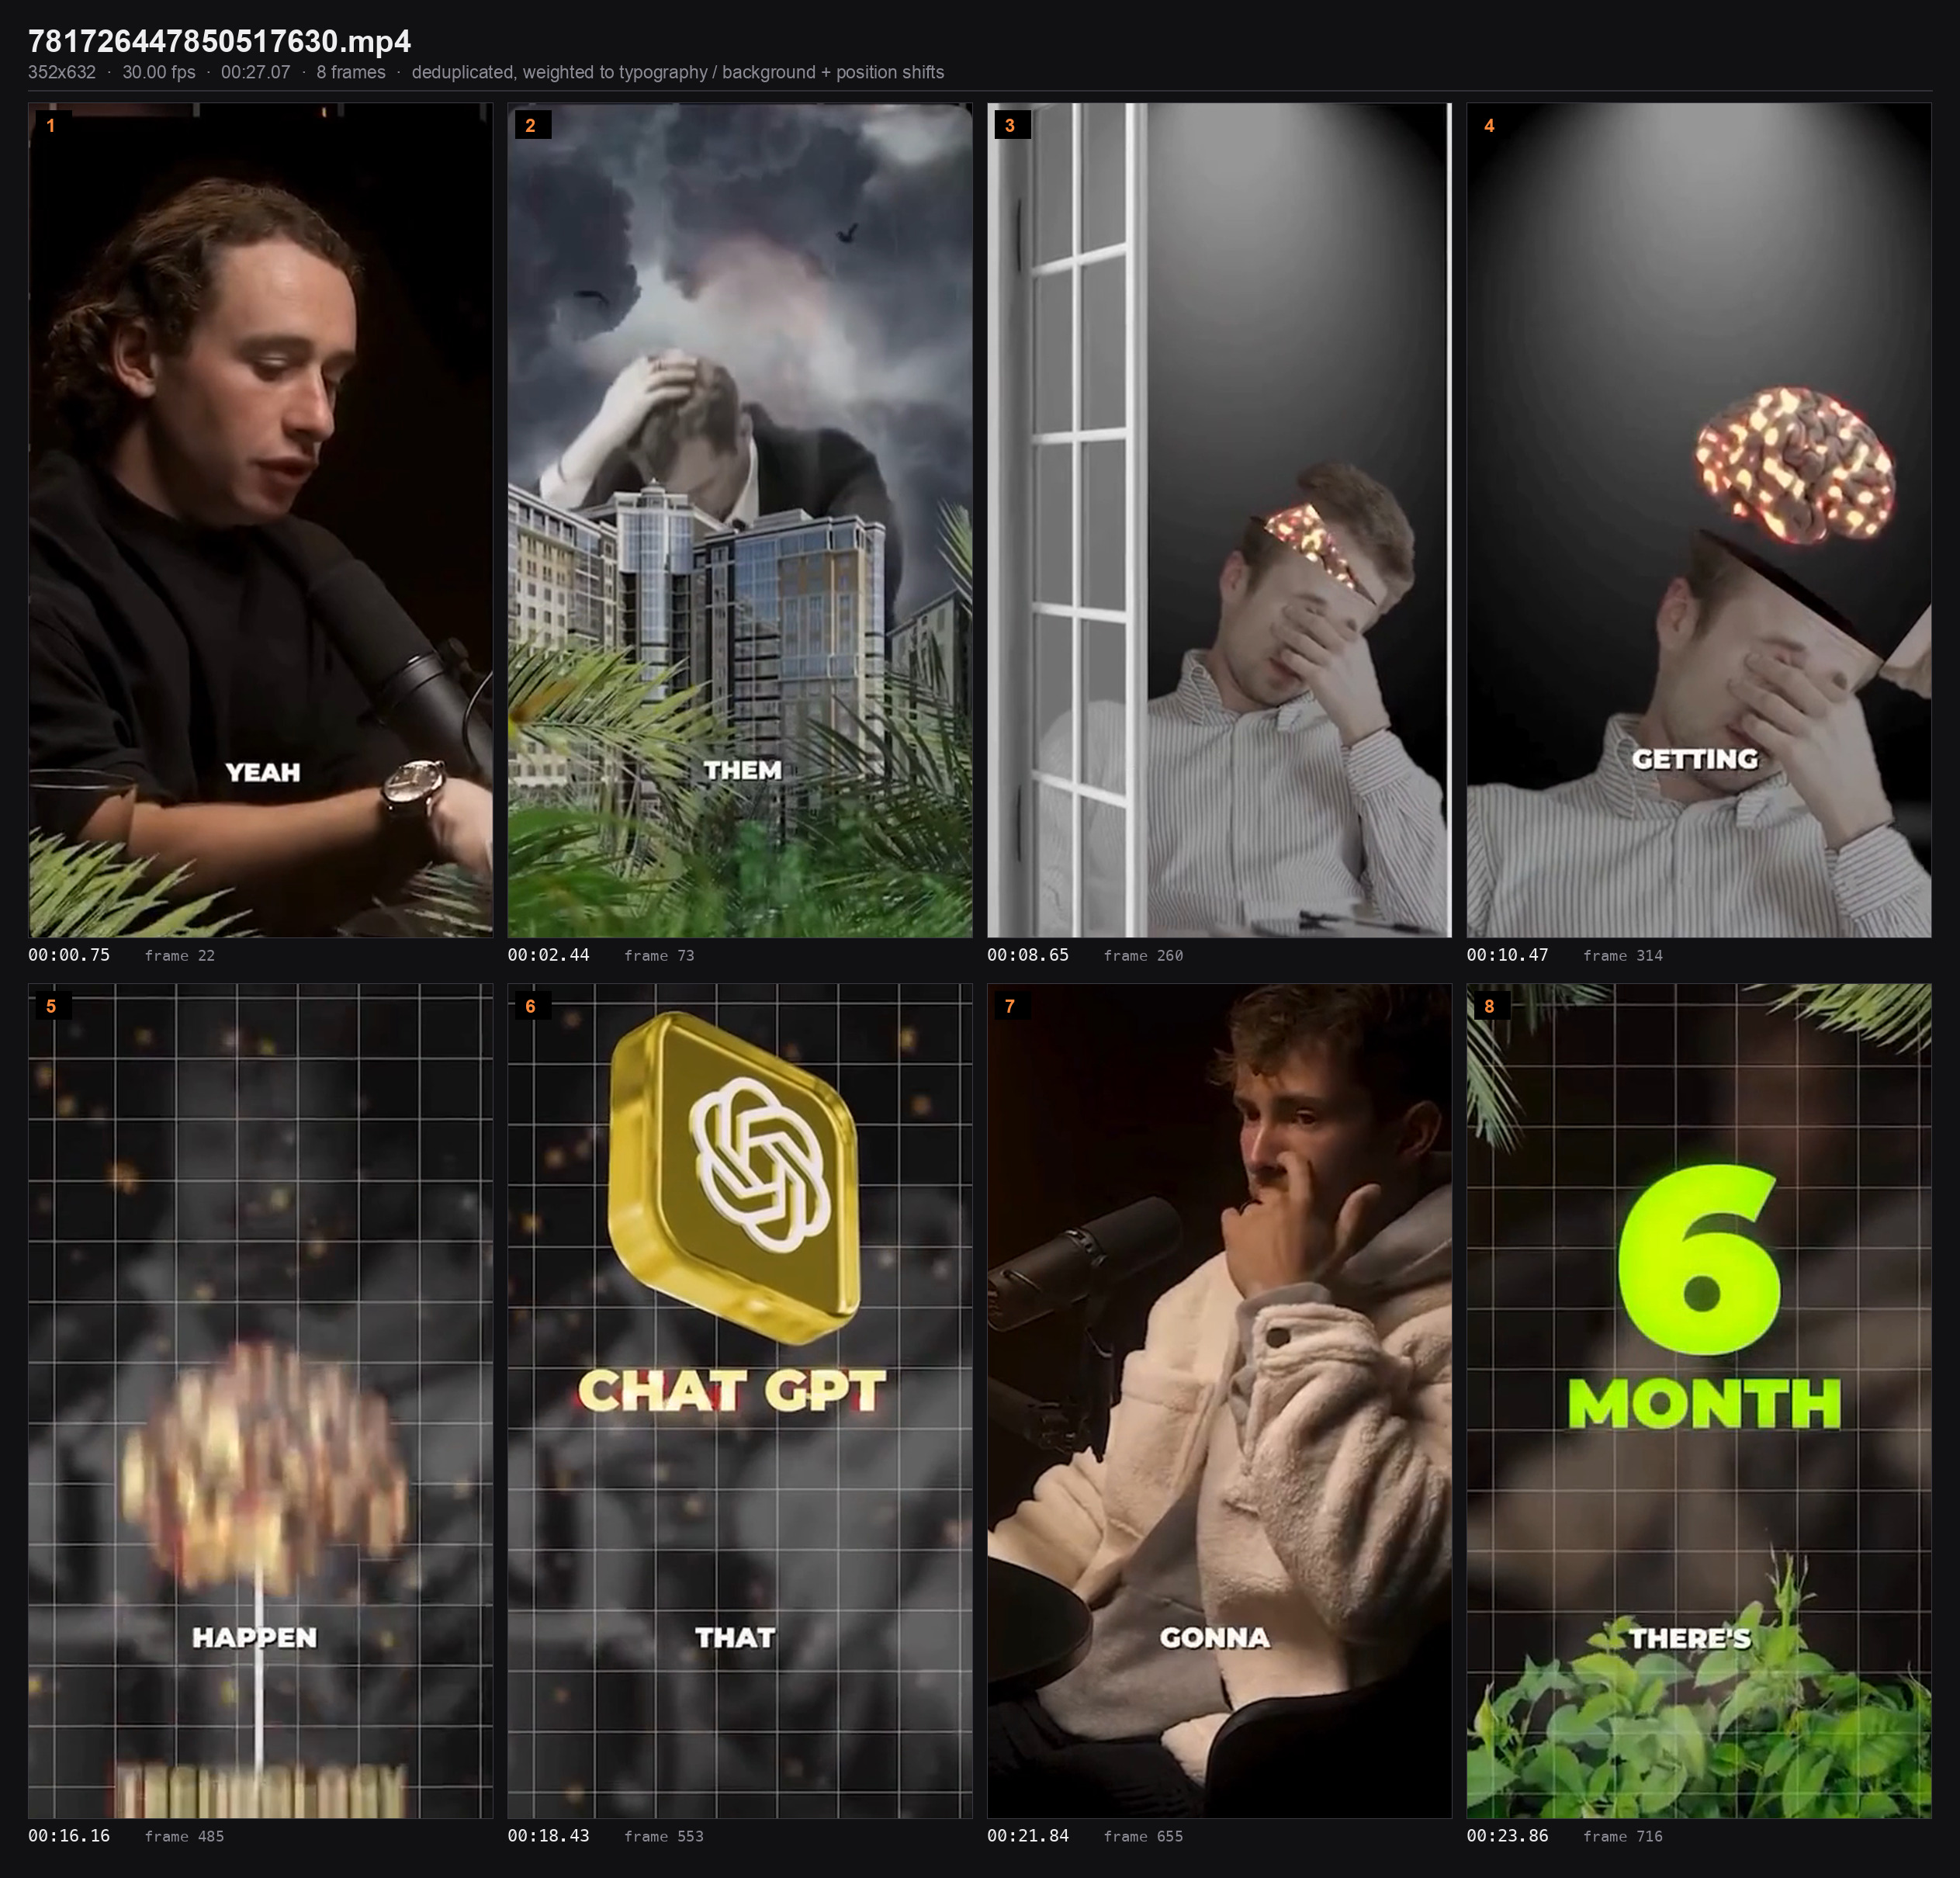 781726447850517630.mp4
352x632 · 30.00 fps · 00:27.07 · 8 frames · deduplicated, weighted to typography / background + position shifts
1
2
3
4
YEAH
THEM
GETTING
00:00.75 frame 22
00:02.44 frame 73
00:08.65 frame 260
00:10.47 frame 314
5
6
7
8
CHAT GPT
6
MONTH
HAPPEN
THAT
GONNA
THERE'S
00:16.16 frame 485
00:18.43 frame 553
00:21.84 frame 655
00:23.86 frame 716